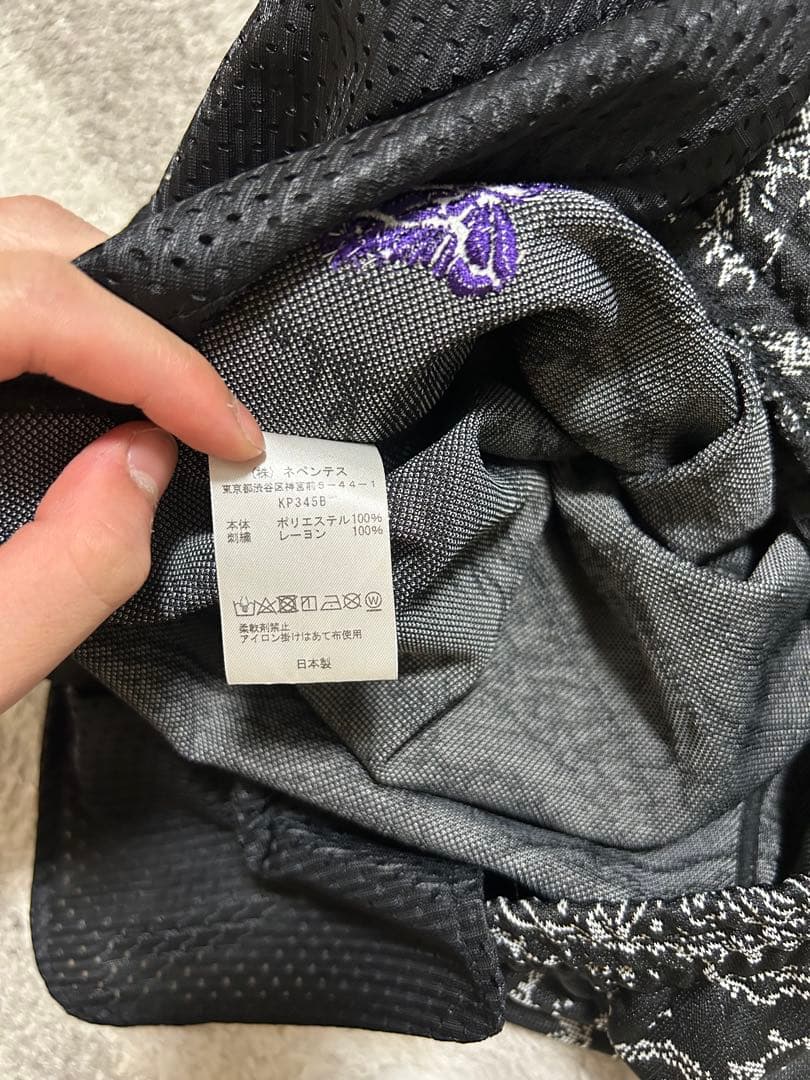 (株) ネペンテス
東京都渋谷区神宮前5-44-1
KP345B
本体 ポリエステル100%
刺繍 レーヨン 100%
柔軟剤禁止
アイロン掛けはあて布使用
日本製